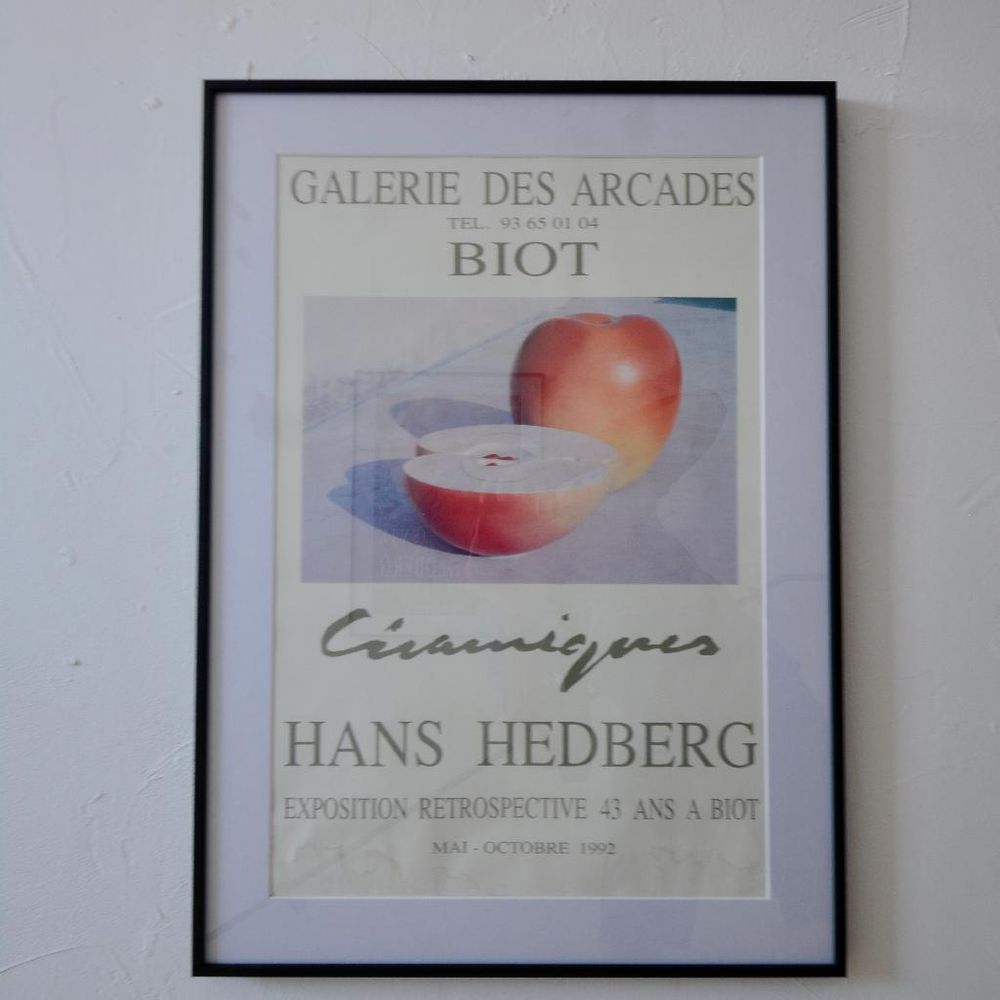 GALERIE DES ARCADES
TEL. 93 65 01 04
BIOT
Céramiques
HANS HEDBERG
EXPOSITION RETROSPECTIVE 43 ANS A BIOT
MAI - OCTOBRE 1992